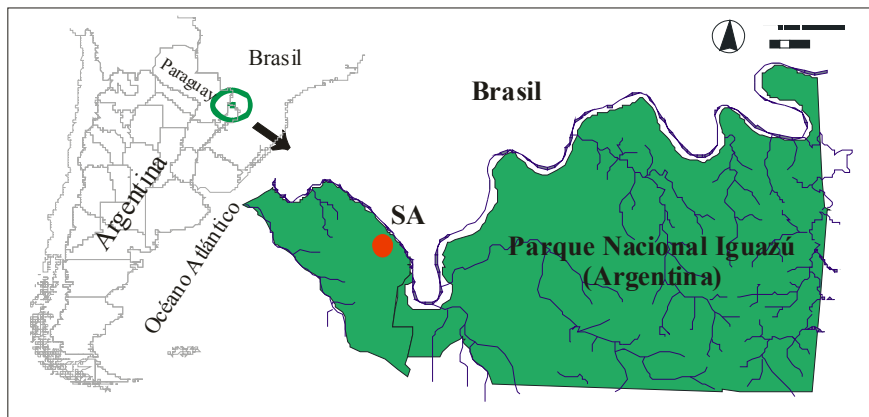 Brasil
Paraguay
Argentina
Océano Atlántico
Brasil
SA
Parque Nacional Iguazú
(Argentina)